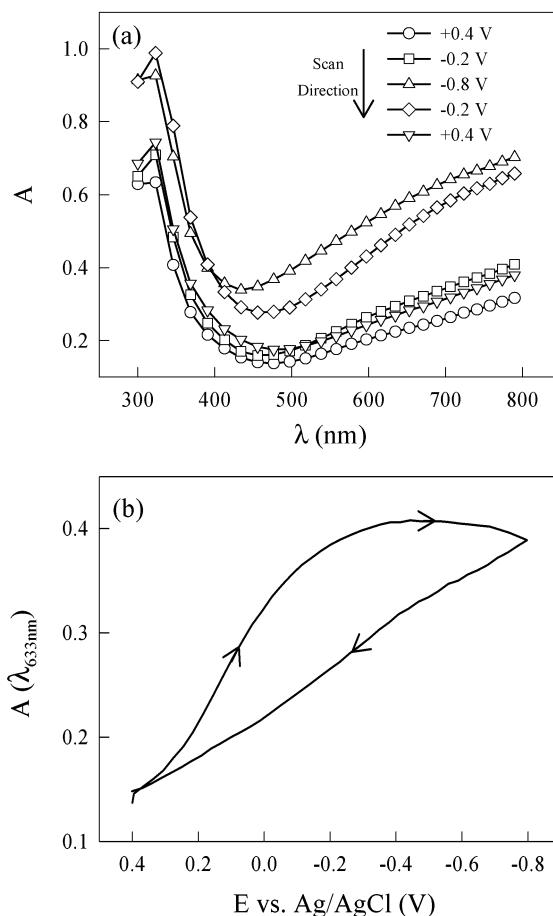 (a)
Scan
Direction
+0.4 V
-0.2 V
-0.8 V
-0.2 V
+0.4 V
1.0
0.8
0.6
0.4
0.2
A
300 400 500 600 700 800
λ (nm)
(b)
0.4
0.3
0.2
0.1
A (λ633nm)
0.4 0.2 0.0 -0.2 -0.4 -0.6 -0.8
E vs. Ag/AgCl (V)